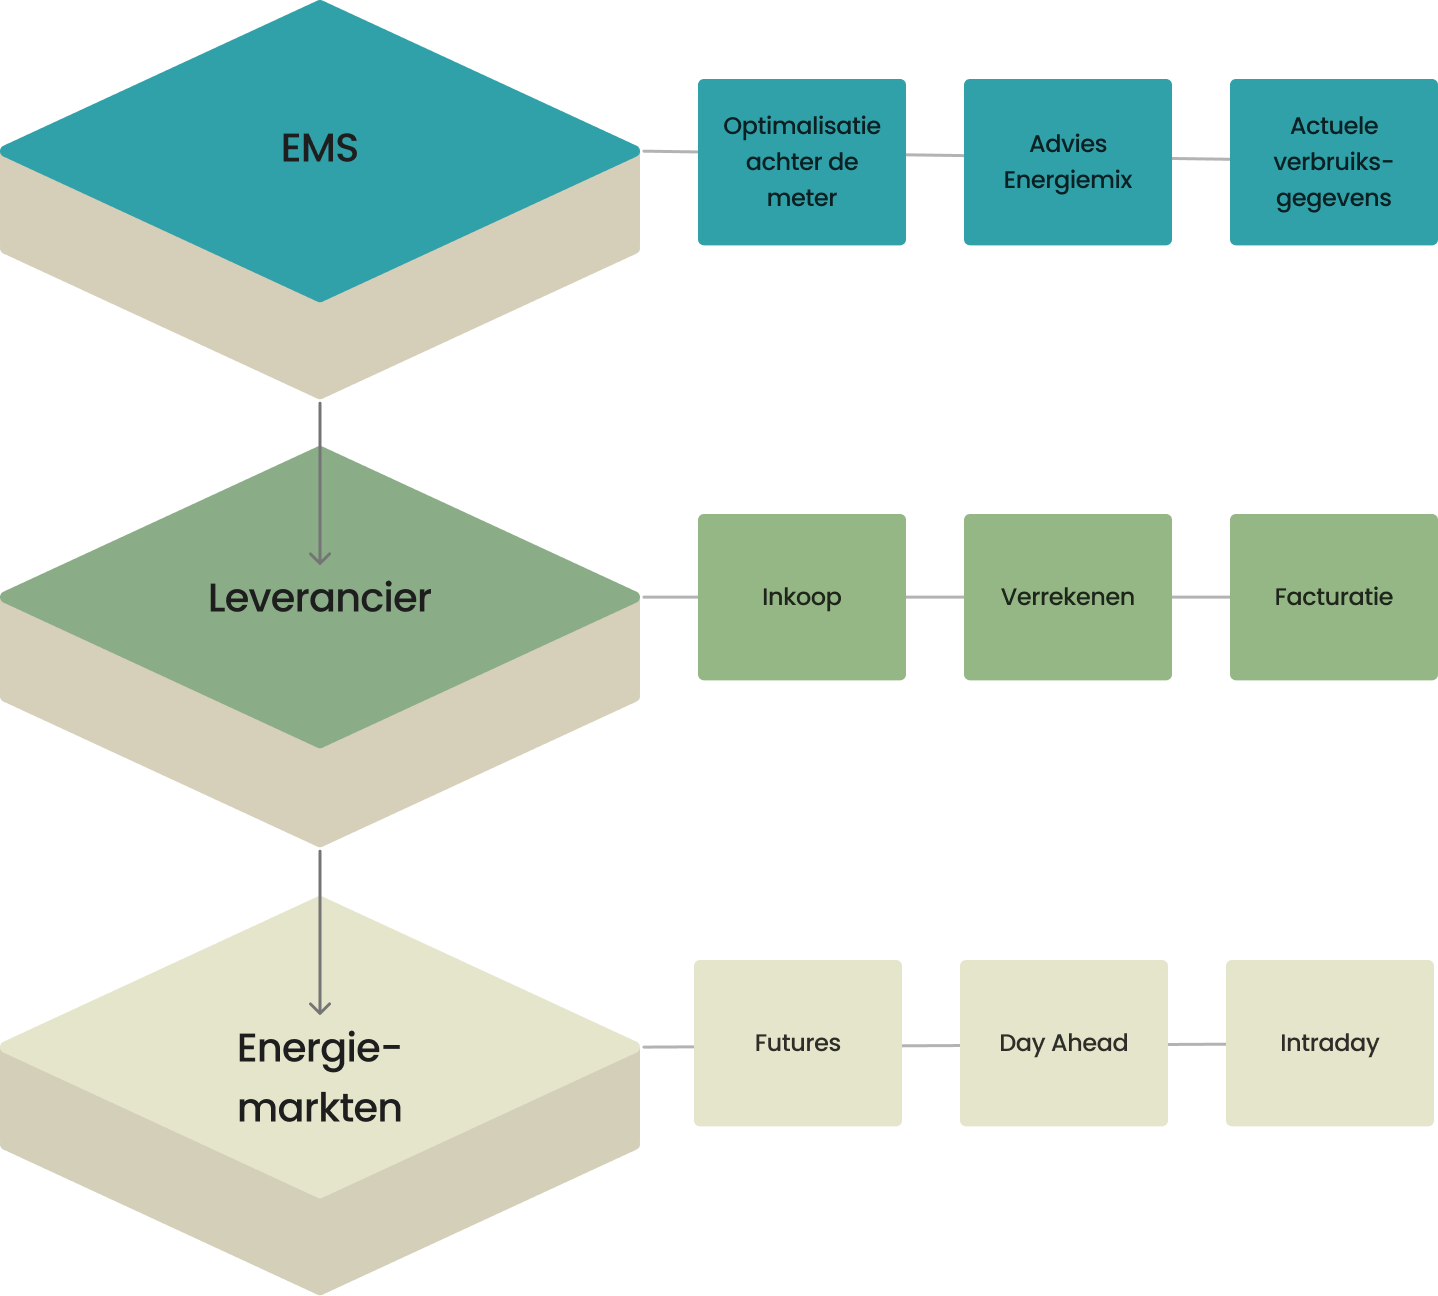 EMS
Optimalisatie
achter de
meter
Advies
Energiemix
Actuele
verbruiks-
gegevens
Leverancier
Inkoop
Verrekenen
Facturatie
Energie-
markten
Futures
Day Ahead
Intraday